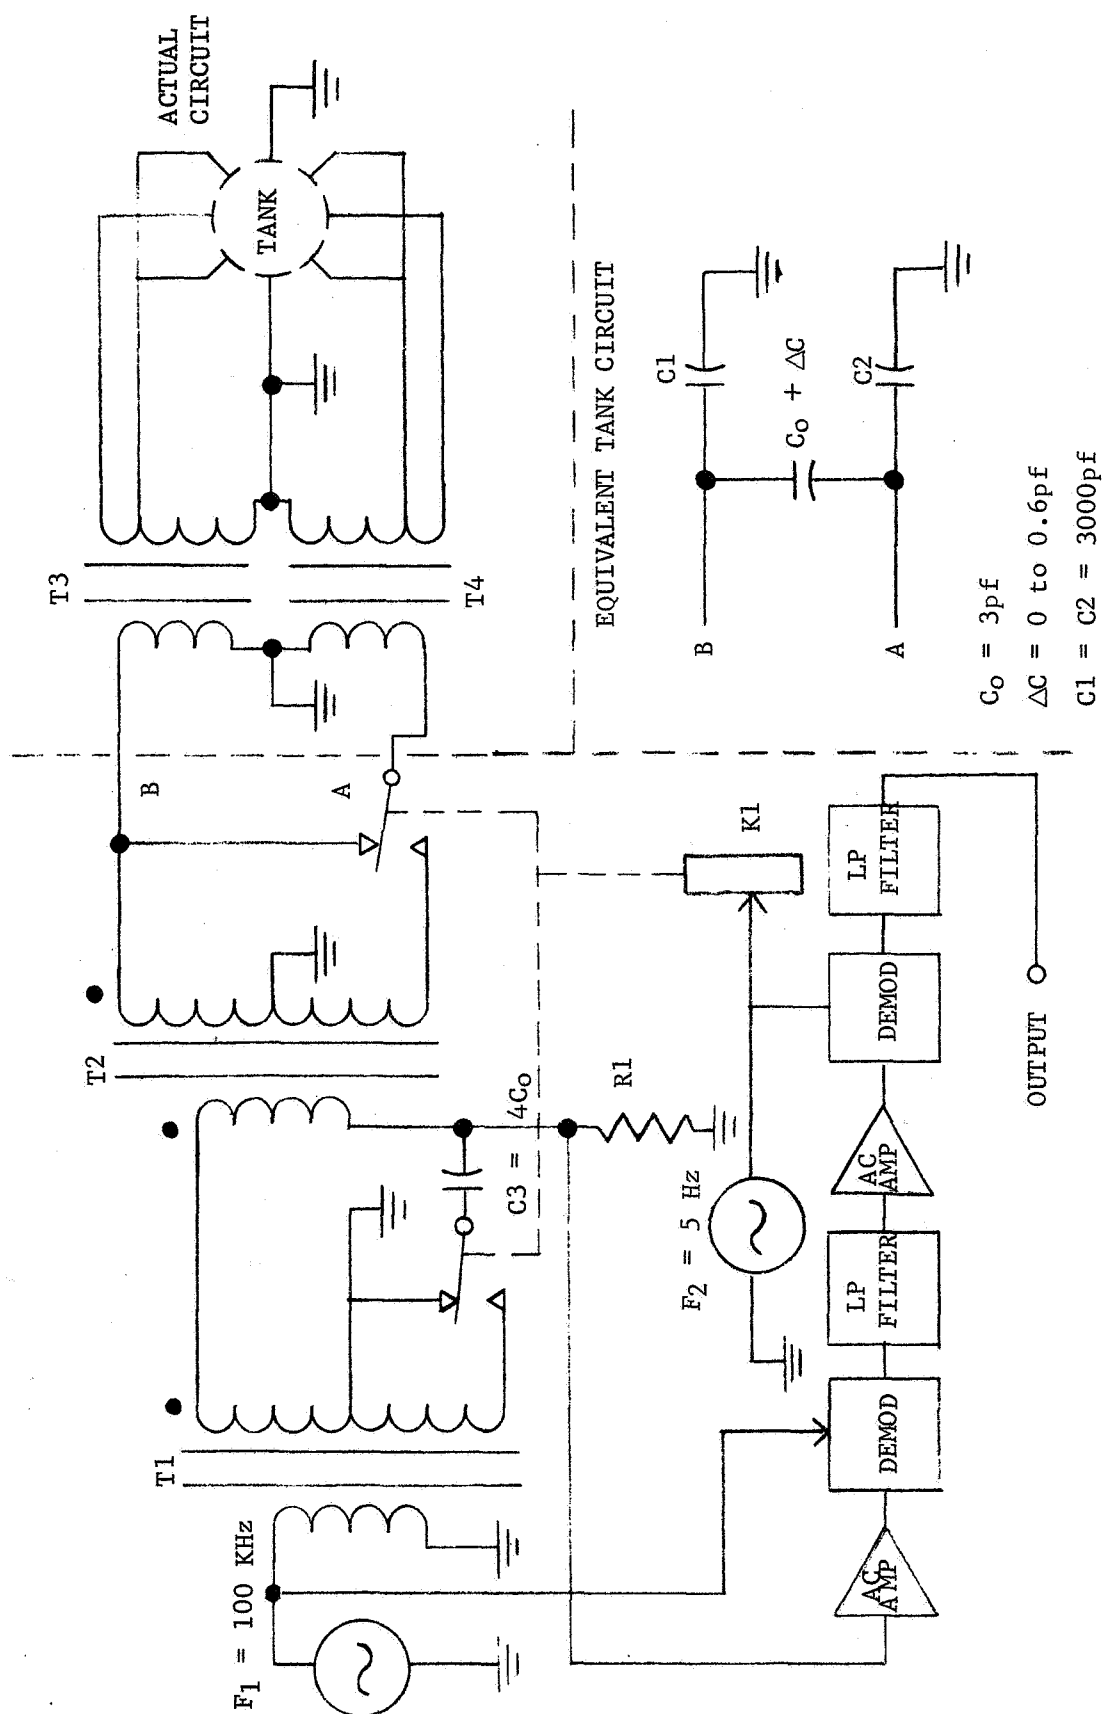 ACTUAL
CIRCUIT
TANK
T3
T4
EQUIVALENT TANK CIRCUIT
B
A
T2
T1
C3 = 4Co
R1
F1 = 100 KHz
F2 = 5 Hz
K1
AC
AMP
DEMOD
LP
FILTER
AC
AMP
DEMOD
LP
FILTER
OUTPUT
B
A
C1
Co + ΔC
C2
Co = 3pf
ΔC = 0 to 0.6pf
C1 = C2 = 3000pf